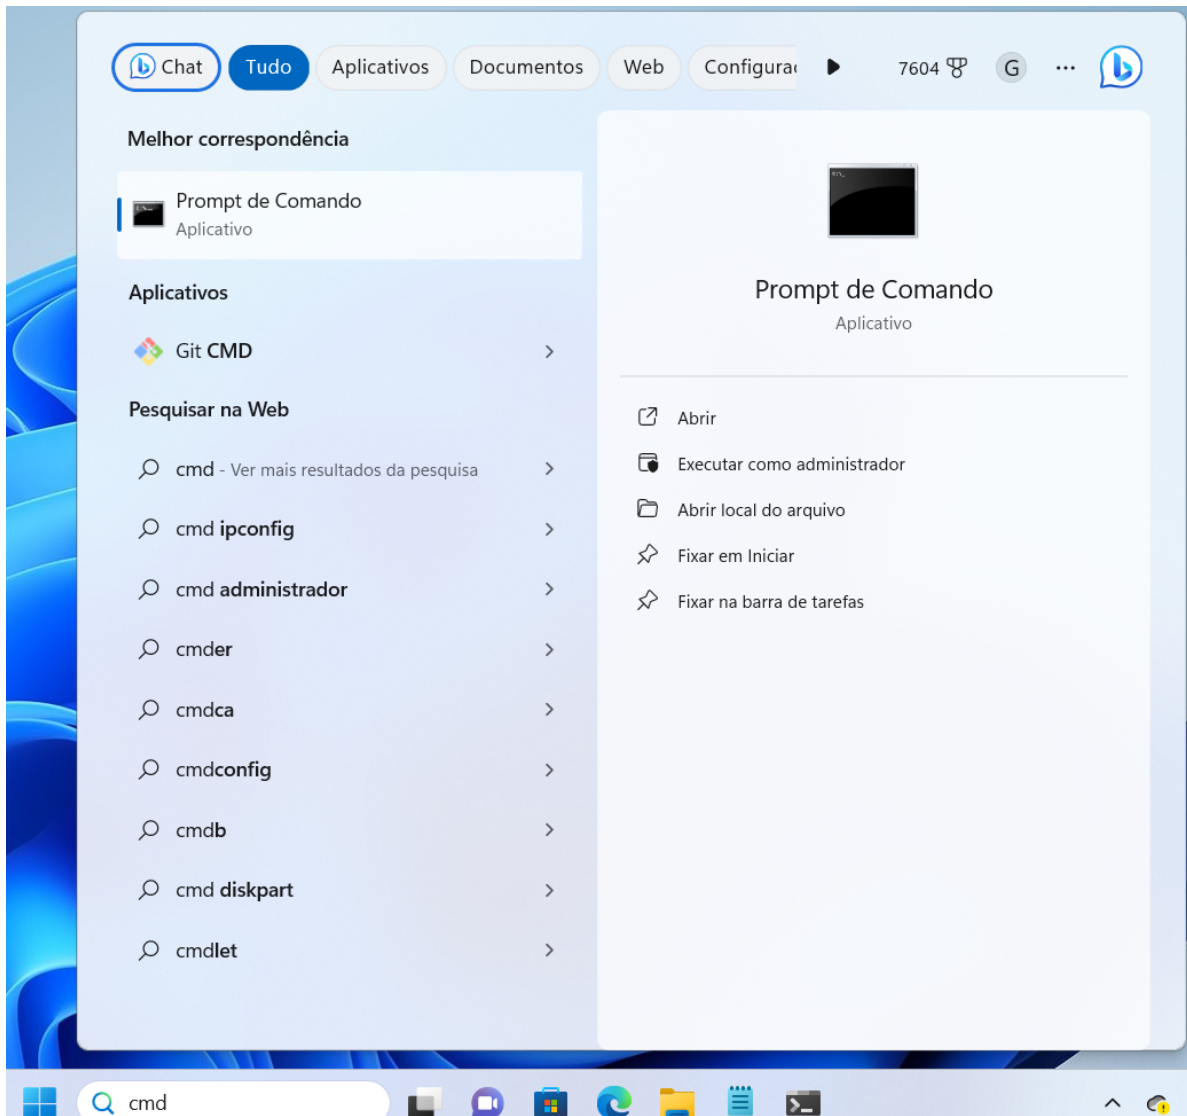 Chat Tudo Aplicativos Documentos Web Configuraç 7604 G
Melhor correspondência
Prompt de Comando
Aplicativo
Aplicativos
Git CMD
Pesquisar na Web
cmd - Ver mais resultados da pesquisa
cmd ipconfig
cmd administrador
cmder
cmdca
cmdconfig
cmdb
cmd diskpart
cmdlet
Prompt de Comando
Aplicativo
Abrir
Executar como administrador
Abrir local do arquivo
Fixar em Iniciar
Fixar na barra de tarefas
cmd